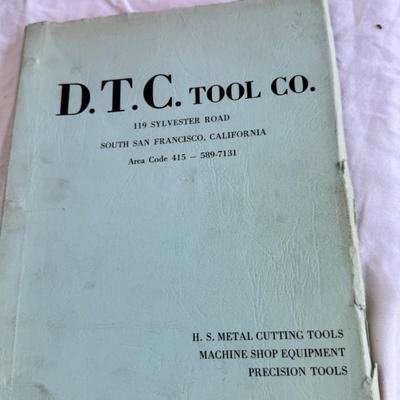 D.T.C. TOOL CO.
119 SYLVESTER ROAD
SOUTH SAN FRANCISCO, CALIFORNIA
Area Code 415 – 589-7131
H. S. METAL CUTTING TOOLS
MACHINE SHOP EQUIPMENT
PRECISION TOOLS